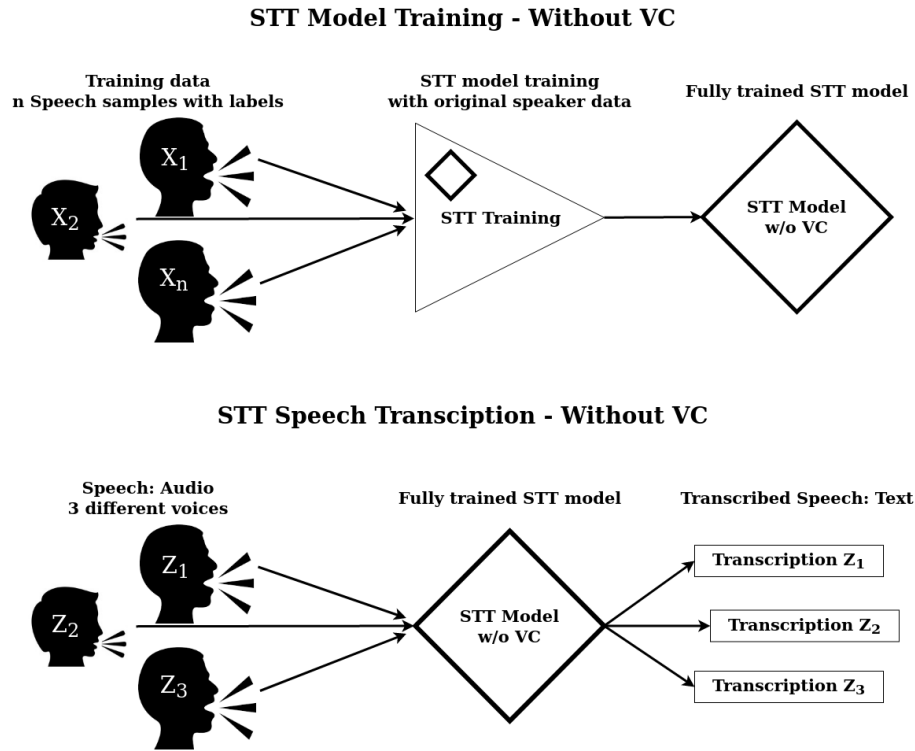 STT Model Training - Without VC
Training data
n Speech samples with labels
STT model training
with original speaker data
Fully trained STT model
X₁
X₂
Xₙ
STT Training
STT Model
w/o VC
STT Speech Transciption - Without VC
Speech: Audio
3 different voices
Fully trained STT model
Transcribed Speech: Text
Z₁
Z₂
Z₃
STT Model
w/o VC
Transcription Z₁
Transcription Z₂
Transcription Z₃